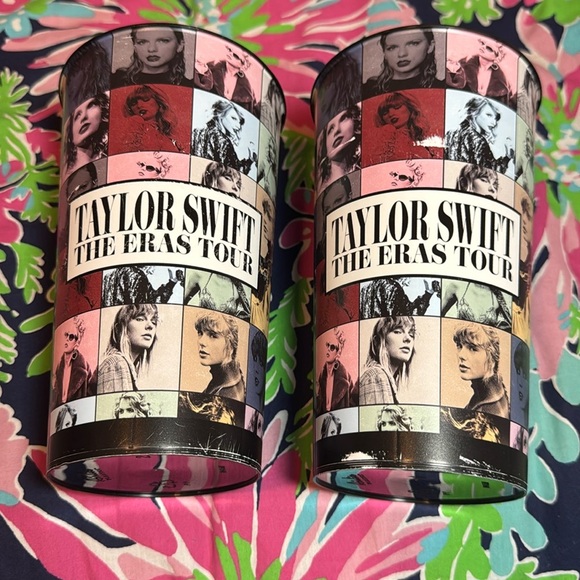 TAYLOR SWIFT
THE ERAS TOUR
TAYLOR SWIFT
THE ERAS TOUR